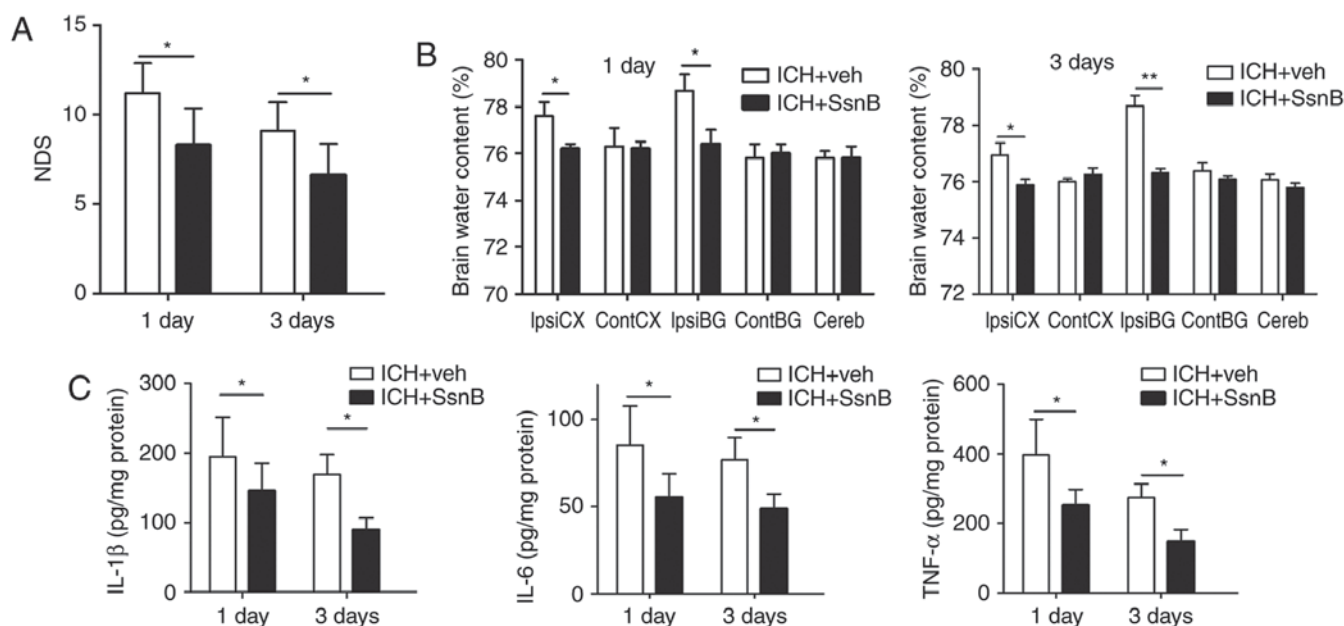 A
NDS
15
10
5
0
*
*
1 day
3 days
B
Brain water content (%)
80
78
76
74
72
70
1 day
*
*
ICH+veh
ICH+SsnB
IpsiCX
ContCX
IpsiBG
ContBG
Cereb
Brain water content (%)
80
78
76
74
72
3 days
*
**
ICH+veh
ICH+SsnB
IpsiCX
ContCX
IpsiBG
ContBG
Cereb
C
IL-1β (pg/mg protein)
300
200
100
0
*
*
ICH+veh
ICH+SsnB
1 day
3 days
IL-6 (pg/mg protein)
100
50
0
*
*
ICH+veh
ICH+SsnB
1 day
3 days
TNF-α (pg/mg protein)
600
400
200
0
*
*
ICH+veh
ICH+SsnB
1 day
3 days